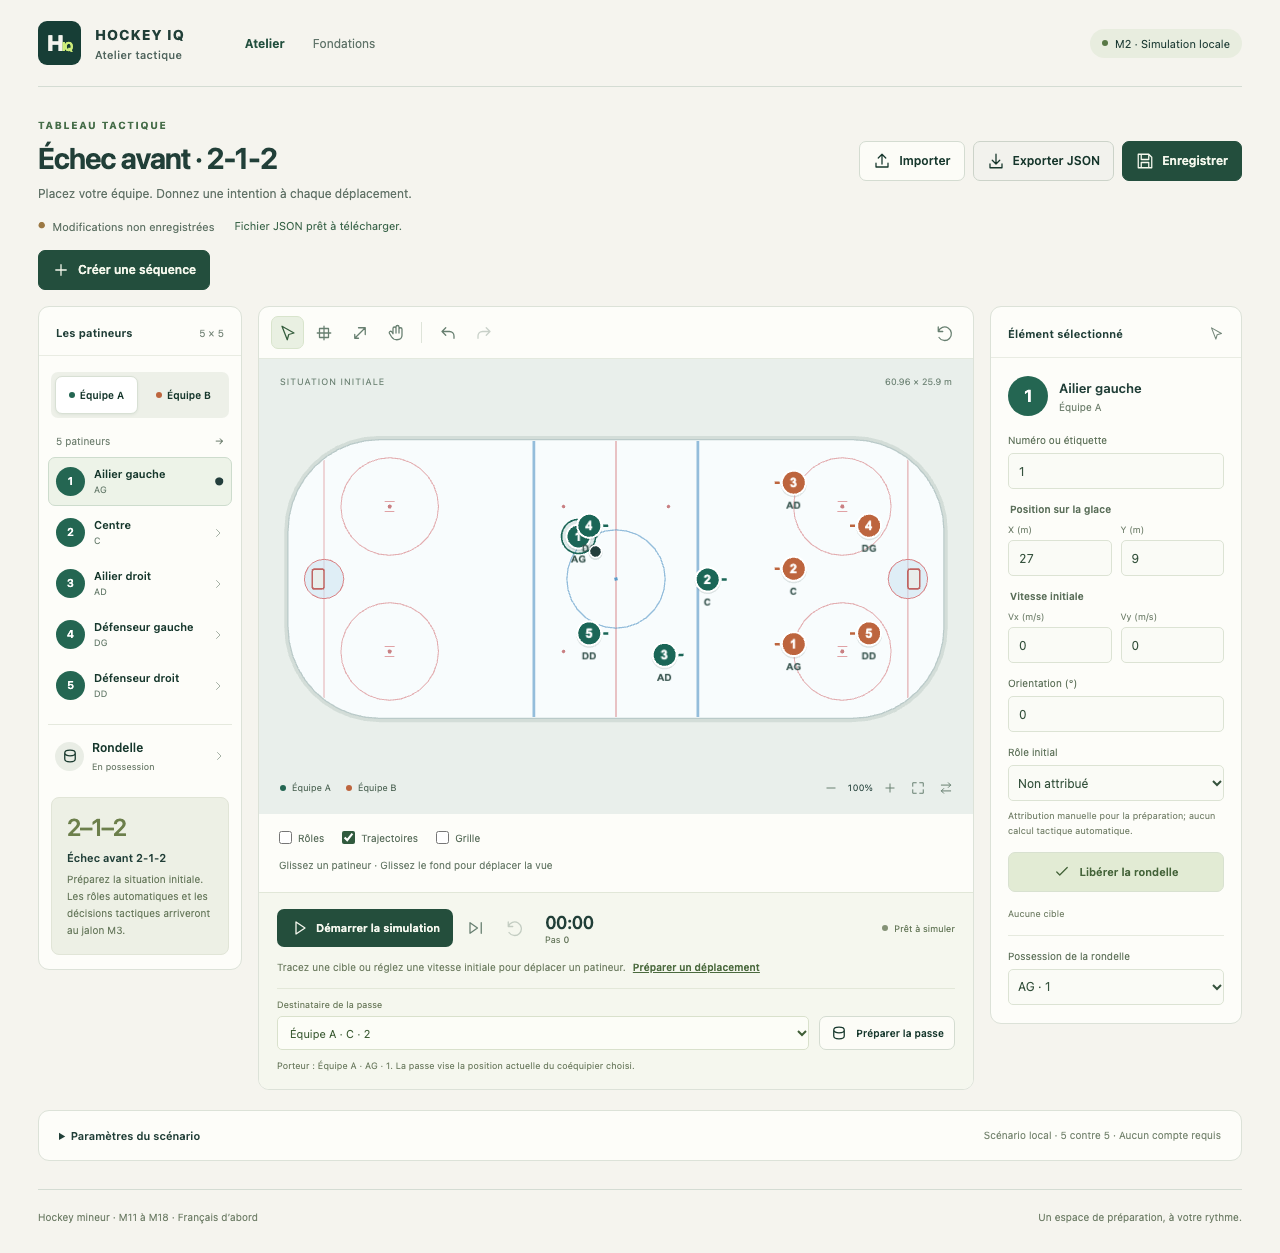 HIQ
HOCKEY IQ
Atelier tactique
Atelier
Fondations
M2 · Simulation locale
TABLEAU TACTIQUE
Échec avant · 2-1-2
Placez votre équipe. Donnez une intention à chaque déplacement.
Importer
Exporter JSON
Enregistrer
Modifications non enregistrées
Fichier JSON prêt à télécharger.
Créer une séquence
Les patineurs
5 × 5
Équipe A
Équipe B
5 patineurs
1
Ailier gauche
AG
2
Centre
C
3
Ailier droit
AD
4
Défenseur gauche
DG
5
Défenseur droit
DD
Rondelle
En possession
2–1–2
Échec avant 2-1-2
Préparez la situation initiale.
Les rôles automatiques et les
décisions tactiques arriveront
au jalon M3.
SITUATION INITIALE
60.96 × 25.9 m
3
AD
4
1
AG
4
DG
2
C
2
C
5
DD
3
AD
1
AG
5
DD
Équipe A
Équipe B
100%
Rôles
Trajectoires
Grille
Glissez un patineur · Glissez le fond pour déplacer la vue
Démarrer la simulation
00:00
Pas 0
Prêt à simuler
Tracez une cible ou réglez une vitesse initiale pour déplacer un patineur.
Préparer un déplacement
Destinataire de la passe
Équipe A · C · 2
Préparer la passe
Porteur : Équipe A · AG · 1. La passe vise la position actuelle du coéquipier choisi.
Élément sélectionné
1
Ailier gauche
Équipe A
Numéro ou étiquette
1
Position sur la glace
X (m)
Y (m)
27
9
Vitesse initiale
Vx (m/s)
Vy (m/s)
0
0
Orientation (°)
0
Rôle initial
Non attribué
Attribution manuelle pour la préparation; aucun
calcul tactique automatique.
Libérer la rondelle
Aucune cible
Possession de la rondelle
AG · 1
Paramètres du scénario
Scénario local · 5 contre 5 · Aucun compte requis
Hockey mineur · M11 à M18 · Français d'abord
Un espace de préparation, à votre rythme.